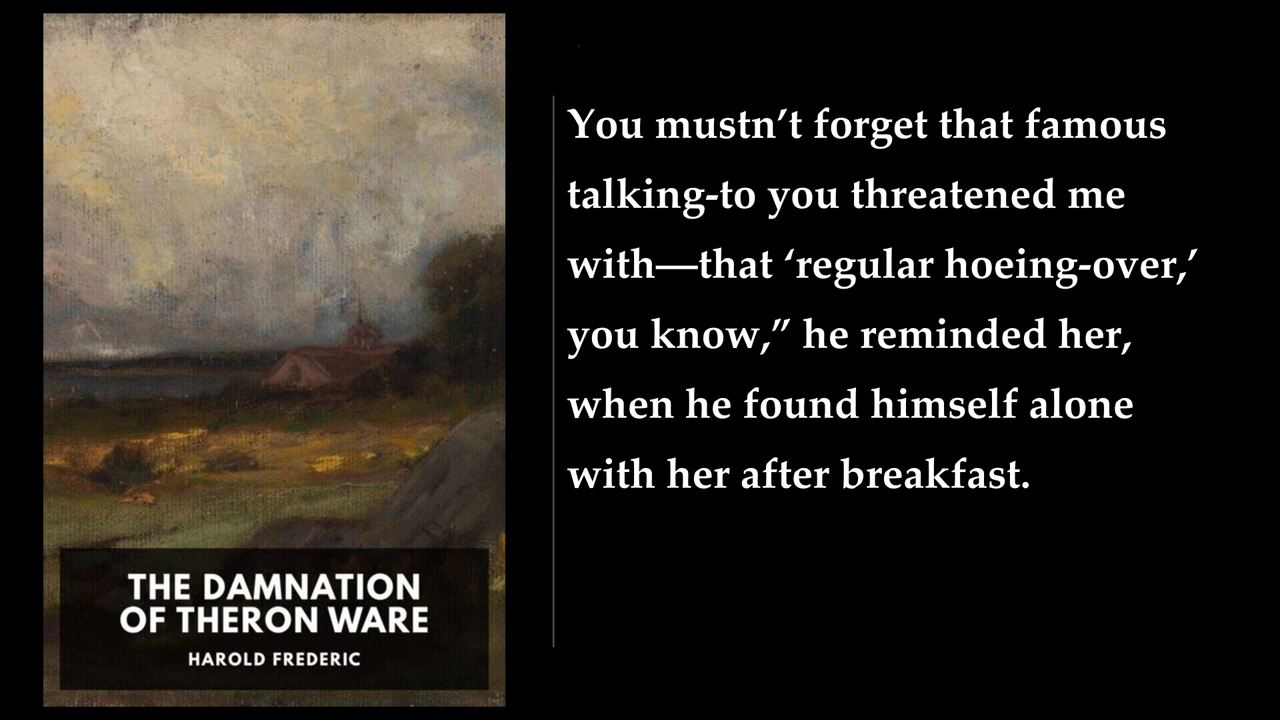 You mustn’t forget that famous
talking-to you threatened me
with—that ‘regular hoeing-over,’
you know,” he reminded her,
when he found himself alone
with her after breakfast.
THE DAMNATION
OF THERON WARE
HAROLD FREDERIC